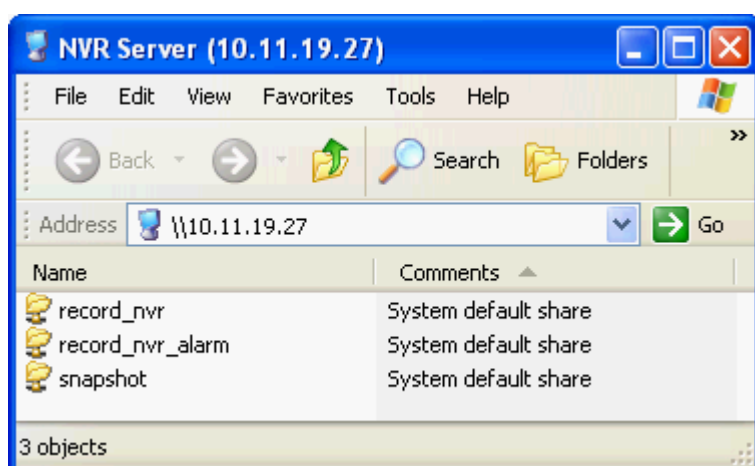 NVR Server (10.11.19.27)
File Edit View Favorites Tools Help
Back Search Folders »
Address \\10.11.19.27 Go
Name Comments
record_nvr System default share
record_nvr_alarm System default share
snapshot System default share
3 objects